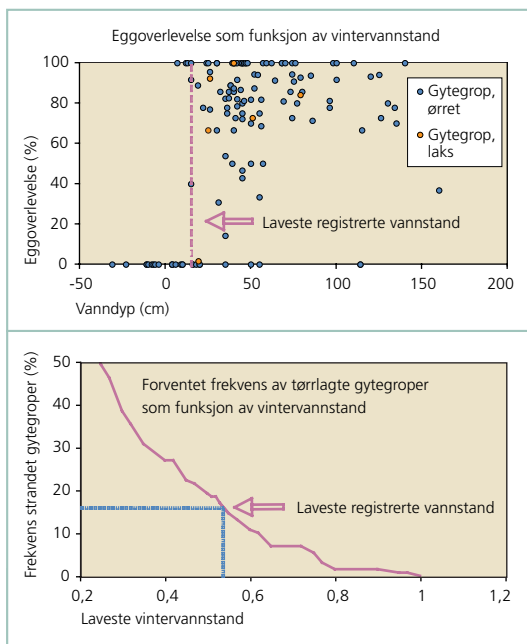 Eggoverlevelse som funksjon av vintervannstand
Eggoverlevelse (%)
100
80
60
40
20
0
Gytegrop,
ørret
Gytegrop,
laks
Laveste registrerte vannstand
-50
0
50
100
150
200
Vanndyp (cm)
Frekvens strandet gytegroper (%)
50
40
30
20
10
0
Forventet frekvens av tørrlagte gytegroper
som funksjon av vintervannstand
Laveste registrerte vannstand
0,2
0,4
0,6
0,8
1
1,2
Laveste vintervannstand